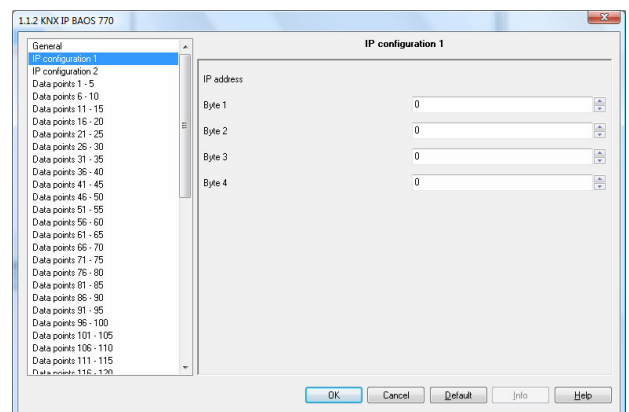 1.1.2 KNX IP BAOS 770
General
IP configuration 1
IP configuration 2
Data points 1 - 5
Data points 6 - 10
Data points 11 - 15
Data points 16 - 20
Data points 21 - 25
Data points 26 - 30
Data points 31 - 35
Data points 36 - 40
Data points 41 - 45
Data points 46 - 50
Data points 51 - 55
Data points 56 - 60
Data points 61 - 65
Data points 66 - 70
Data points 71 - 75
Data points 76 - 80
Data points 81 - 85
Data points 86 - 90
Data points 91 - 95
Data points 96 - 100
Data points 101 - 105
Data points 106 - 110
Data points 111 - 115
Data points 116 - 120
IP configuration 1
IP address
Byte 1 0
Byte 2 0
Byte 3 0
Byte 4 0
OK Cancel Default Info Help